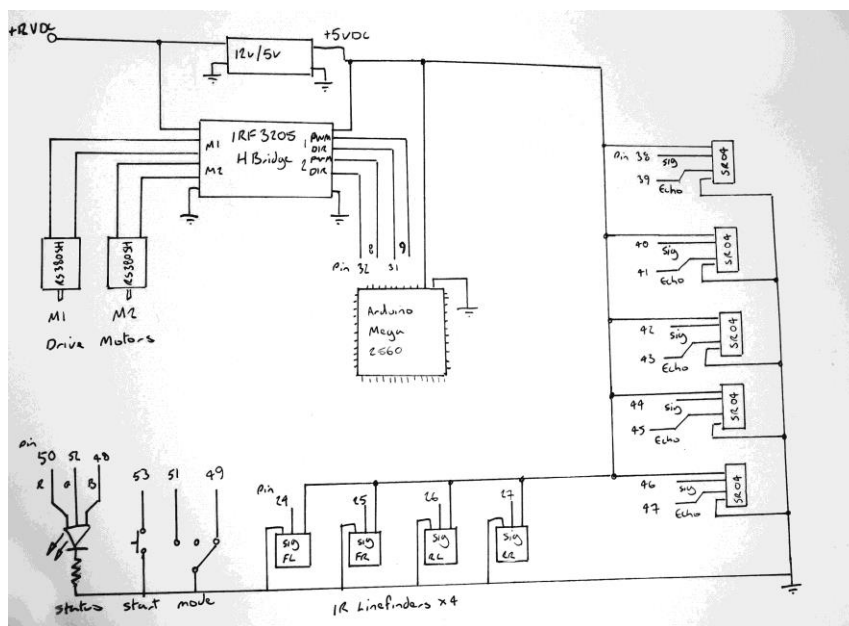 +12VDC
12v/5v
+5VDC
IRF3205
H Bridge
M1
M2
1 PWM
DIR
2 PWM
DIR
Pin 32 8 31 9
RS380SH
RS380SH
M1 M2
Drive Motors
Arduino
Mega
2560
Pin 38
Sig
39
Echo
SR04
40
Sig
41
Echo
SR04
42
Sig
43
Echo
SR04
44
Sig
45
Echo
SR04
46
Sig
47
Echo
SR04
Pin
50 52 48
R G B
53 51 49
status start mode
Pin
24 25 26 27
Sig
FL
Sig
FR
Sig
RL
Sig
RR
IR Linefinders x4